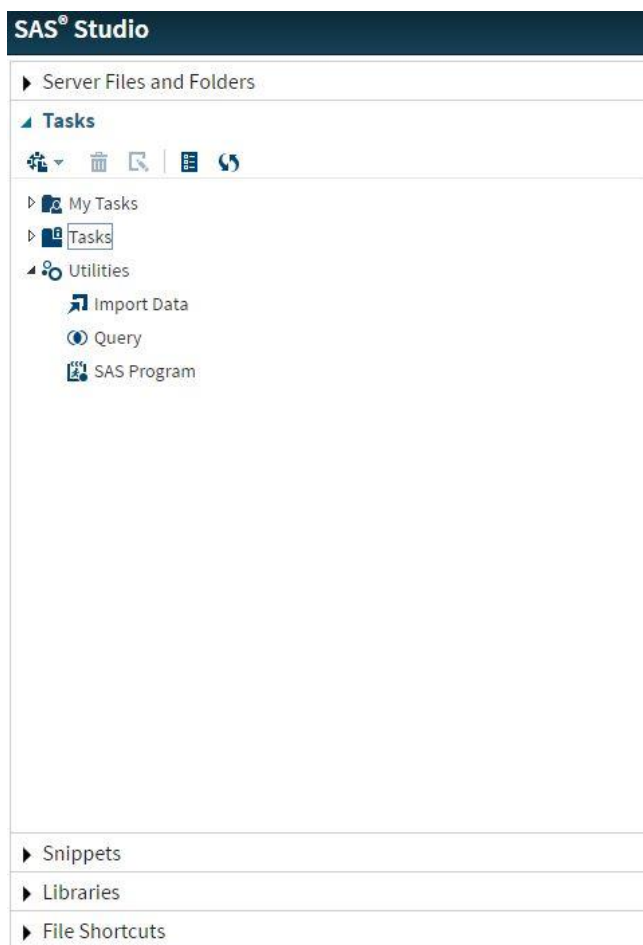 SAS® Studio
Server Files and Folders
Tasks
My Tasks
Tasks
Utilities
Import Data
Query
SAS Program
Snippets
Libraries
File Shortcuts